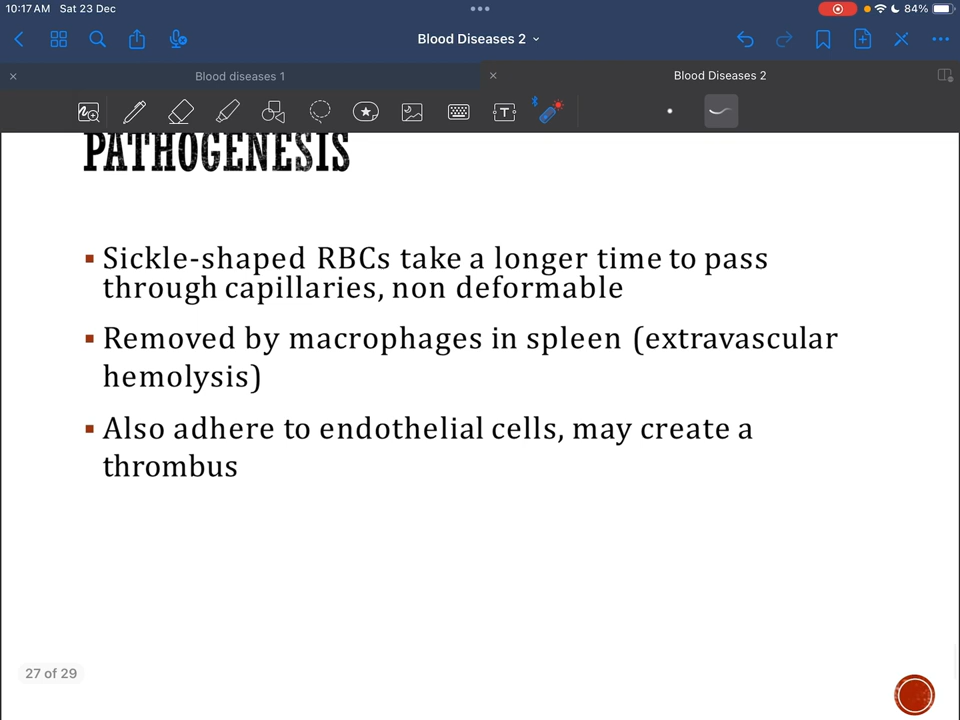 10:17 AM Sat 23 Dec
84%
Blood Diseases 2
Blood diseases 1
Blood Diseases 2
T
PATHOGENESIS
▪ Sickle-shaped RBCs take a longer time to pass
through capillaries, non deformable
▪ Removed by macrophages in spleen (extravascular
hemolysis)
▪ Also adhere to endothelial cells, may create a
thrombus
27 of 29